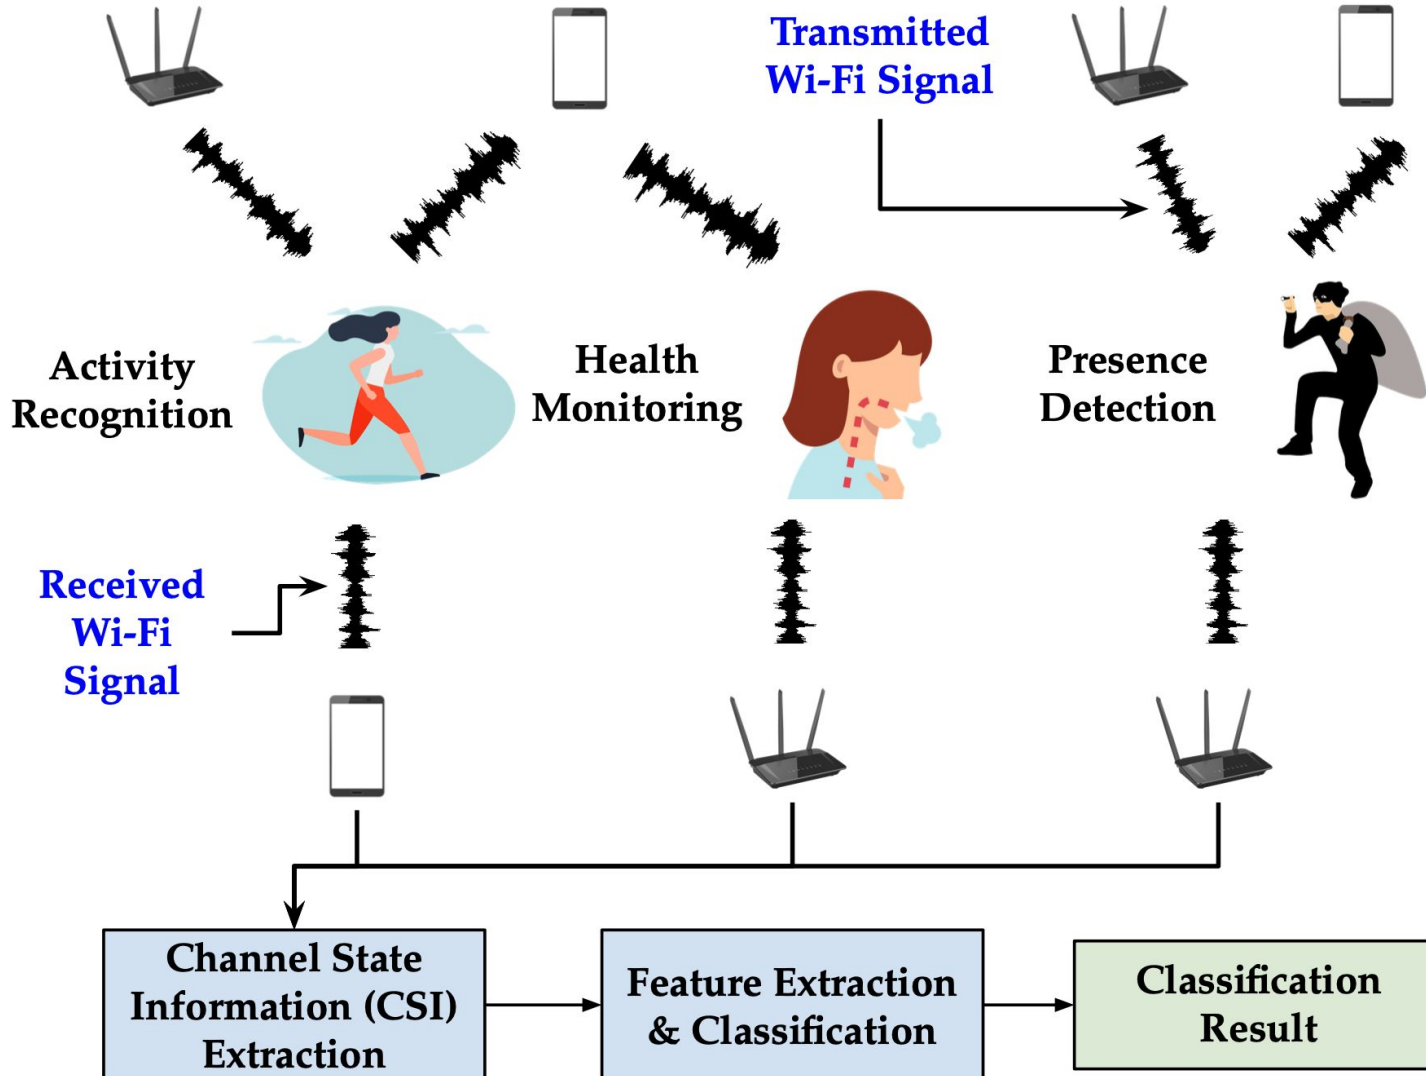 Transmitted
Wi-Fi Signal
Activity
Recognition
Health
Monitoring
Presence
Detection
Received
Wi-Fi
Signal
Channel State
Information (CSI)
Extraction
Feature Extraction
& Classification
Classification
Result